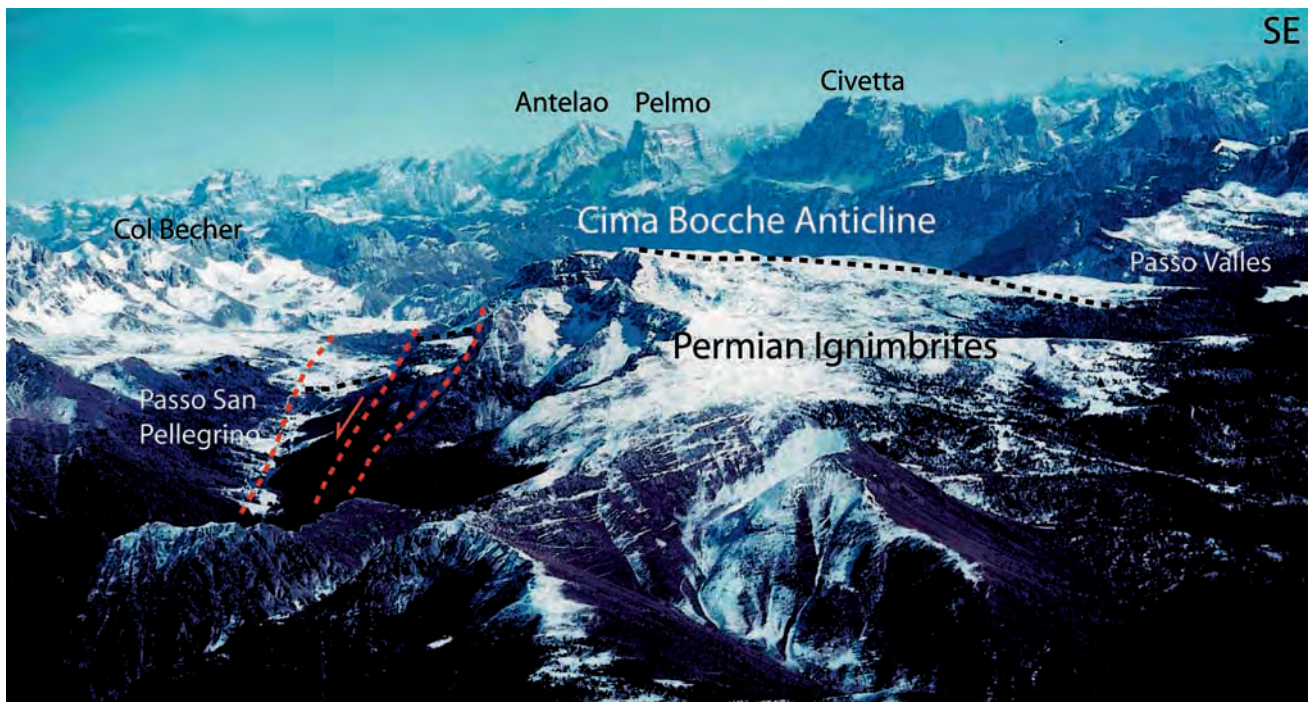 SE
Civetta
Antelao
Pelmo
Cima Bocche Anticline
Col Becher
Passo Valles
Permian Ignimbrites
Passo San
Pellegrino